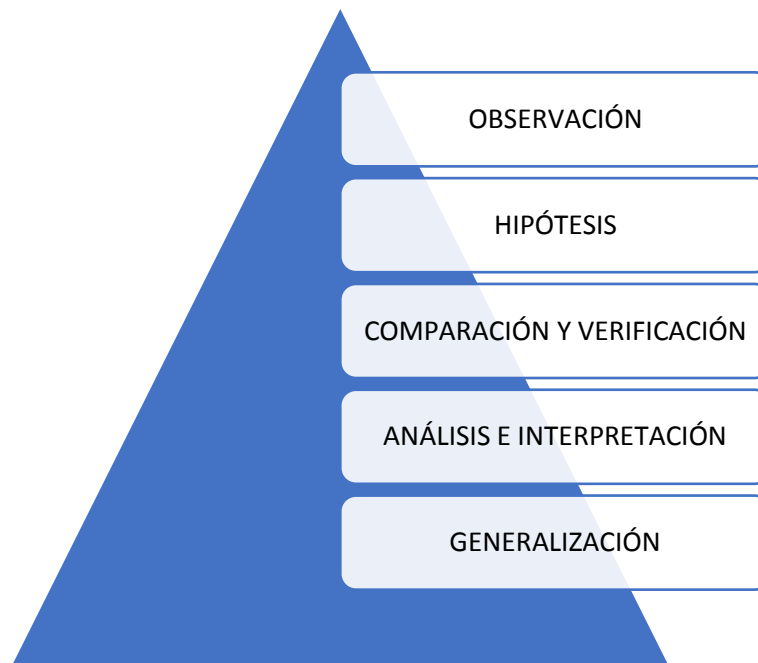 OBSERVACIÓN
HIPÓTESIS
COMPARACIÓN Y VERIFICACIÓN
ANÁLISIS E INTERPRETACIÓN
GENERALIZACIÓN